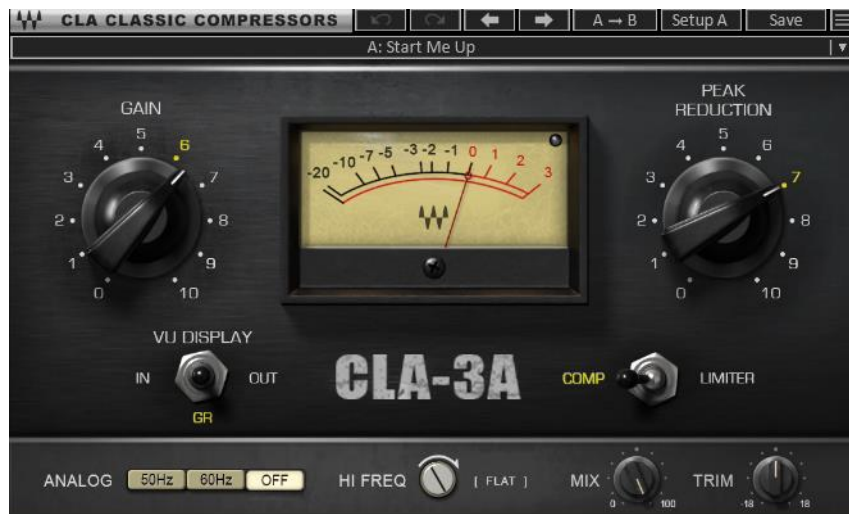 CLA CLASSIC COMPRESSORS A → B Setup A Save
A: Start Me Up
GAIN
0 1 2 3 4 5 6 7 8 9 10
-20 -10 -7 -5 -3 -2 -1 0 1 2 3
PEAK
REDUCTION
0 1 2 3 4 5 6 7 8 9 10
VU DISPLAY
IN OUT
GR
CLA-3A
COMP LIMITER
ANALOG 50Hz 60Hz OFF HI FREQ [ FLAT ] MIX 0 100 TRIM -18 18